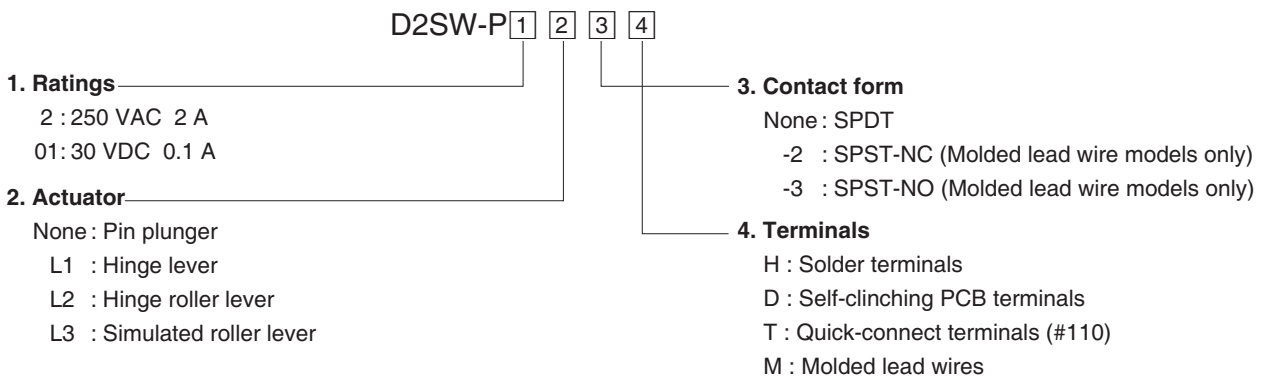 D2SW-P1 2 3 4
1. Ratings
2 : 250 VAC 2 A
01: 30 VDC 0.1 A
2. Actuator
None : Pin plunger
L1 : Hinge lever
L2 : Hinge roller lever
L3 : Simulated roller lever
3. Contact form
None : SPDT
-2 : SPST-NC (Molded lead wire models only)
-3 : SPST-NO (Molded lead wire models only)
4. Terminals
H : Solder terminals
D : Self-clinching PCB terminals
T : Quick-connect terminals (#110)
M : Molded lead wires